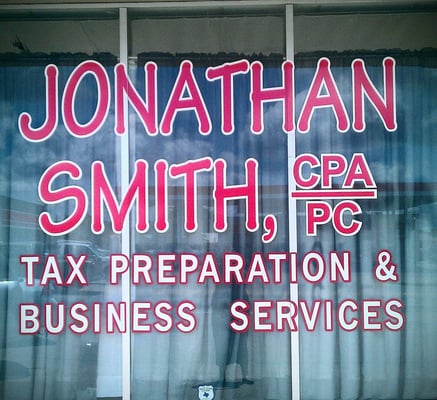 JONATHAN
SMITH, CPA
PC
TAX PREPARATION &
BUSINESS SERVICES